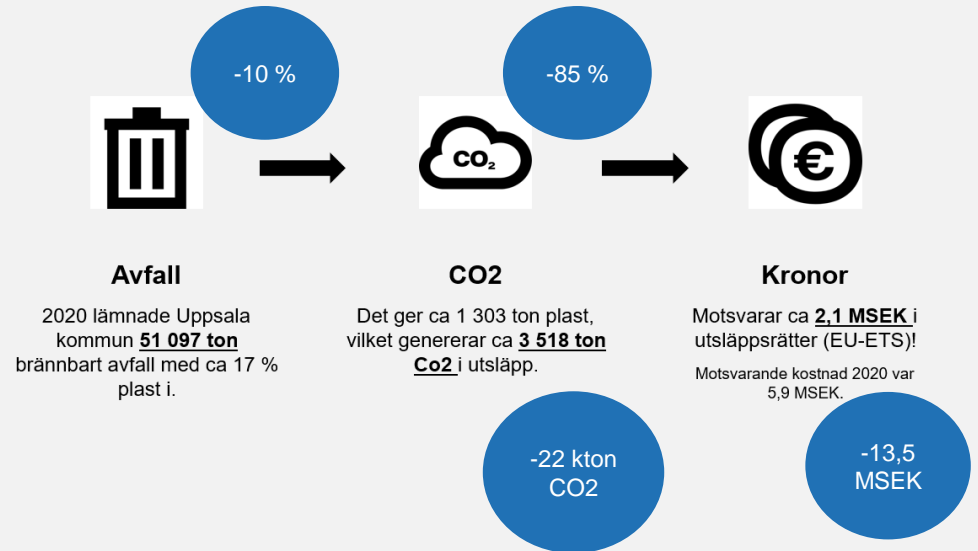 -10 %
-85 %
CO₂
€
Avfall
2020 lämnade Uppsala
kommun 51 097 ton
brännbart avfall med ca 17 %
plast i.
CO2
Det ger ca 1 303 ton plast,
vilket genererar ca 3 518 ton
Co2 i utsläpp.
Kronor
Motsvarar ca 2,1 MSEK i
utsläppsrätter (EU-ETS)!
Motsvarande kostnad 2020 var
5,9 MSEK.
-22 kton
CO2
-13,5
MSEK